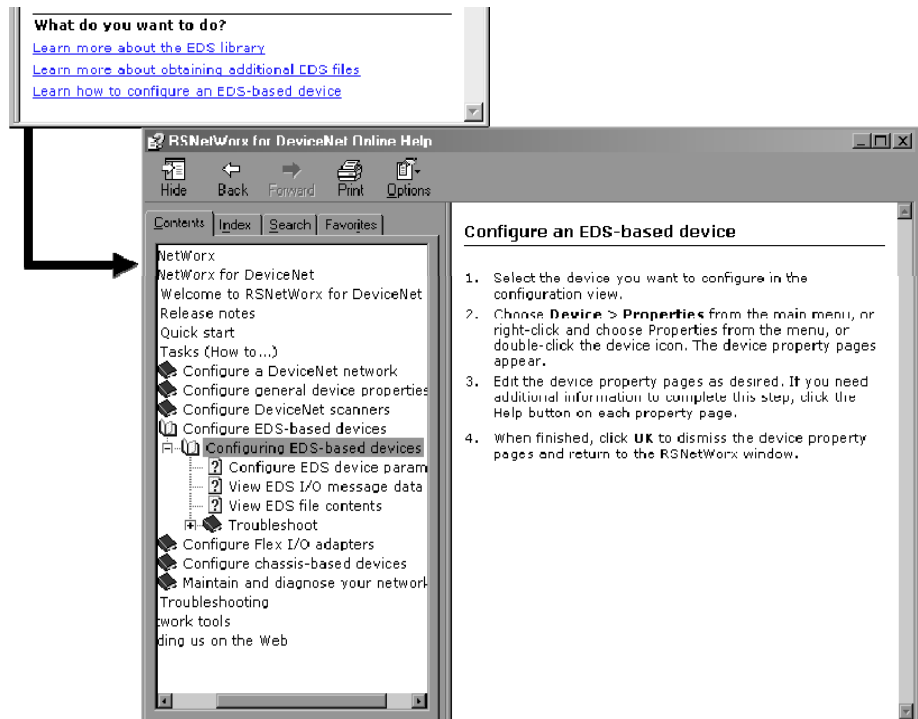 What do you want to do?
Learn more about the EDS library
Learn more about obtaining additional EDS files
Learn how to configure an EDS-based device
RSNetWorx for DeviceNet Online Help
Hide
Back
Forward
Print
Options
Contents
Index
Search
Favorites
NetWorx
NetWorx for DeviceNet
Welcome to RSNetWorx for DeviceNet
Release notes
Quick start
Tasks (How to...)
Configure a DeviceNet network
Configure general device properties
Configure DeviceNet scanners
Configure EDS-based devices
Configuring EDS-based devices
Configure EDS device param
View EDS I/O message data
View EDS file contents
Troubleshoot
Configure Flex I/O adapters
Configure chassis-based devices
Maintain and diagnose your network
Troubleshooting
work tools
ding us on the Web
Configure an EDS-based device
1. Select the device you want to configure in the
configuration view.
2. Choose Device > Properties from the main menu, or
right-click and choose Properties from the menu, or
double-click the device icon. The device property pages
appear.
3. Edit the device property pages as desired. If you need
additional information to complete this step, click the
Help button on each property page.
4. When finished, click OK to dismiss the device property
pages and return to the RSNetWorx window.